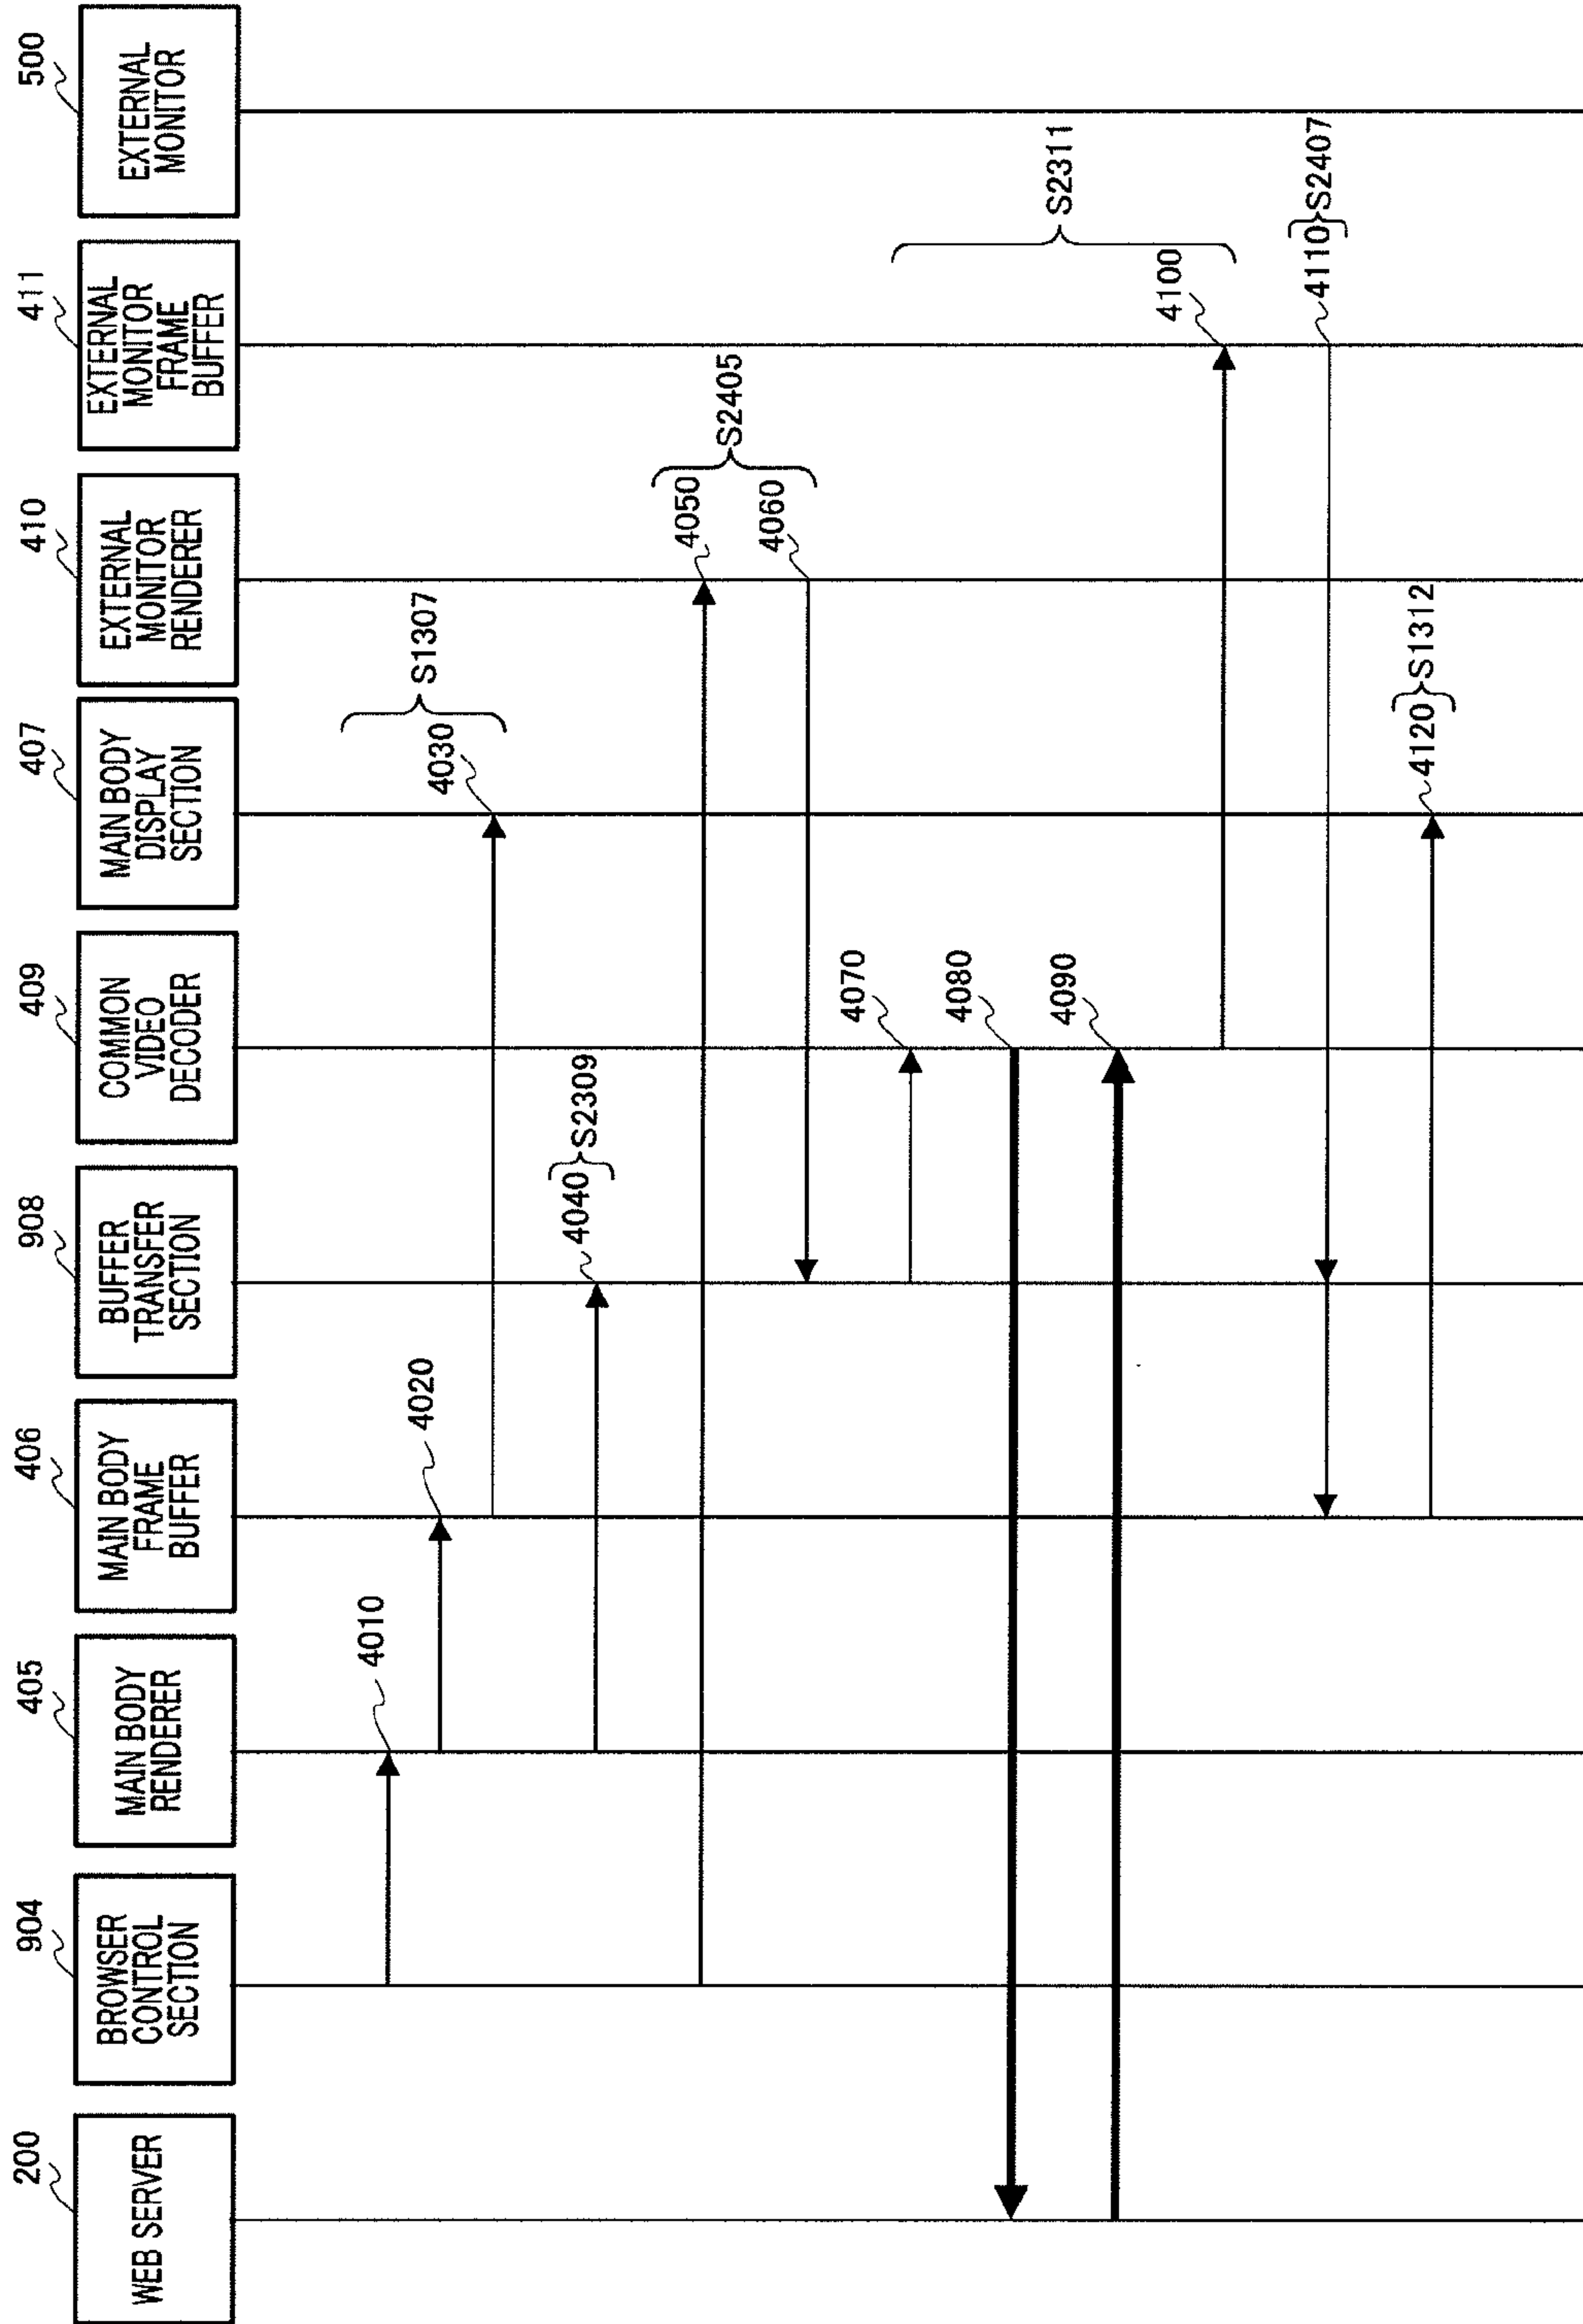 200
WEB SERVER
904
BROWSER
CONTROL
SECTION
405
MAIN BODY
RENDERER
406
MAIN BODY
FRAME
BUFFER
908
BUFFER
TRANSFER
SECTION
409
COMMON
VIDEO
DECODER
407
MAIN BODY
DISPLAY
SECTION
410
EXTERNAL
MONITOR
RENDERER
411
EXTERNAL
MONITOR
FRAME
BUFFER
500
EXTERNAL
MONITOR
4010
4020
4030
S1307
4040
S2309
4050
S2405
4060
4070
4080
4090
4100
S2311
4110
S2407
4120
S1312